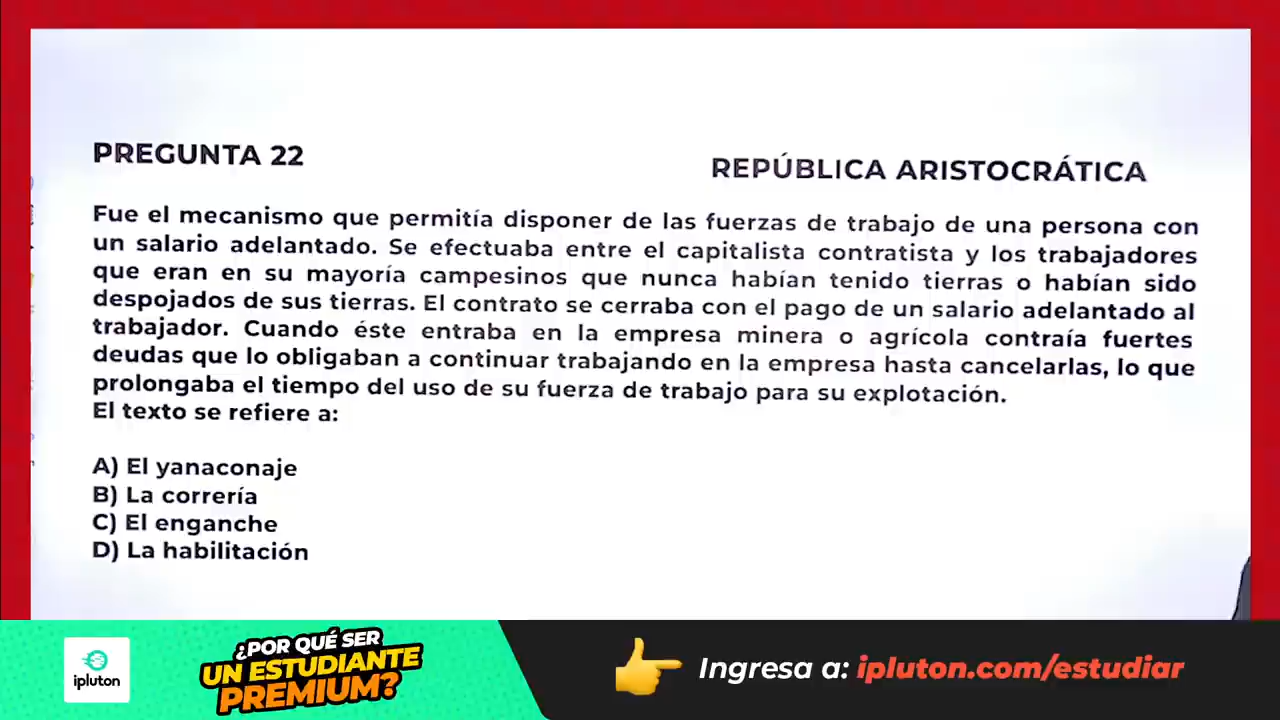 PREGUNTA 22
REPÚBLICA ARISTOCRÁTICA
Fue el mecanismo que permitía disponer de las fuerzas de trabajo de una persona con
un salario adelantado. Se efectuaba entre el capitalista contratista y los trabajadores
que eran en su mayoría campesinos que nunca habían tenido tierras o habían sido
despojados de sus tierras. El contrato se cerraba con el pago de un salario adelantado al
trabajador. Cuando éste entraba en la empresa minera o agrícola contraía fuertes
deudas que lo obligaban a continuar trabajando en la empresa hasta cancelarlas, lo que
prolongaba el tiempo del uso de su fuerza de trabajo para su explotación.
El texto se refiere a:
A) El yanaconaje
B) La correría
C) El enganche
D) La habilitación
ipluton
¿POR QUÉ SER
UN ESTUDIANTE
PREMIUM?
Ingresa a: ipluton.com/estudiar